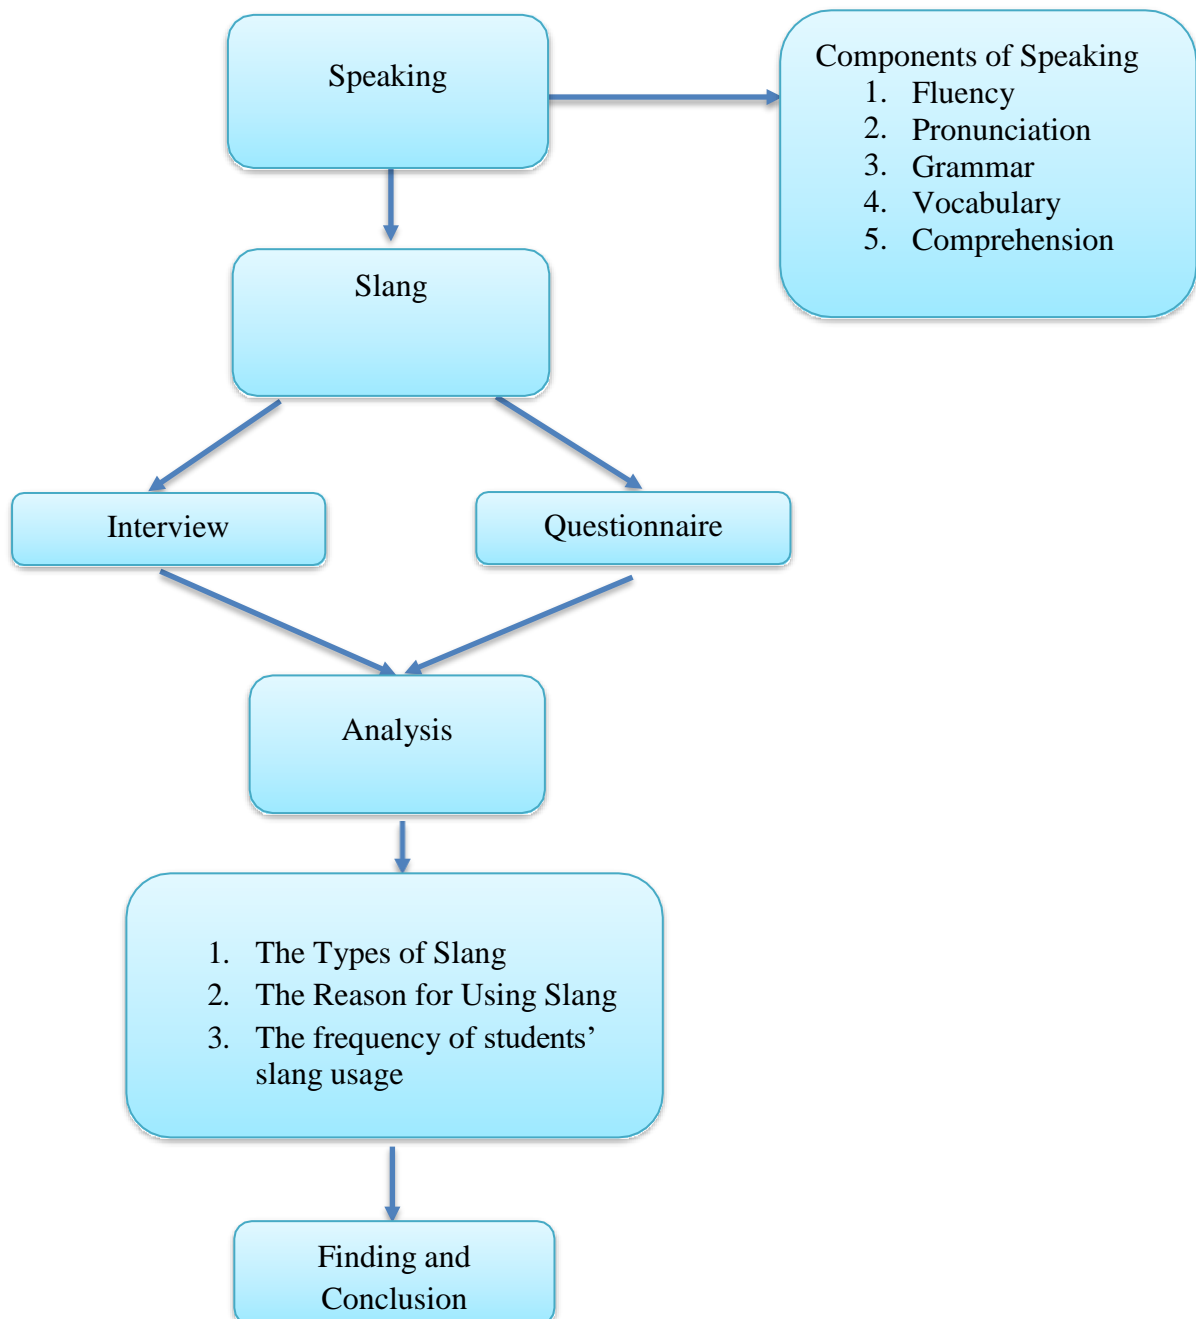 Speaking
Components of Speaking
1. Fluency
2. Pronunciation
3. Grammar
4. Vocabulary
5. Comprehension
Slang
Interview
Questionnaire
Analysis
1. The Types of Slang
2. The Reason for Using Slang
3. The frequency of students’
slang usage
Finding and
Conclusion